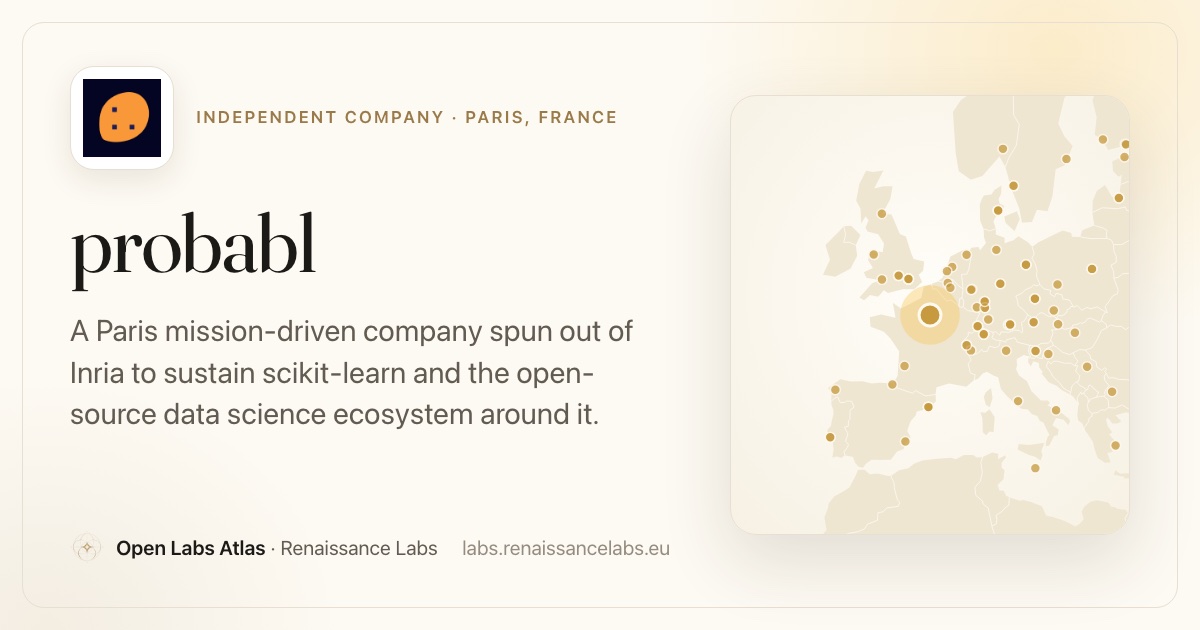 INDEPENDENT COMPANY · PARIS, FRANCE
probabl
A Paris mission-driven company spun out of
Inria to sustain scikit-learn and the open-
source data science ecosystem around it.
Open Labs Atlas · Renaissance Labs labs.renaissancelabs.eu